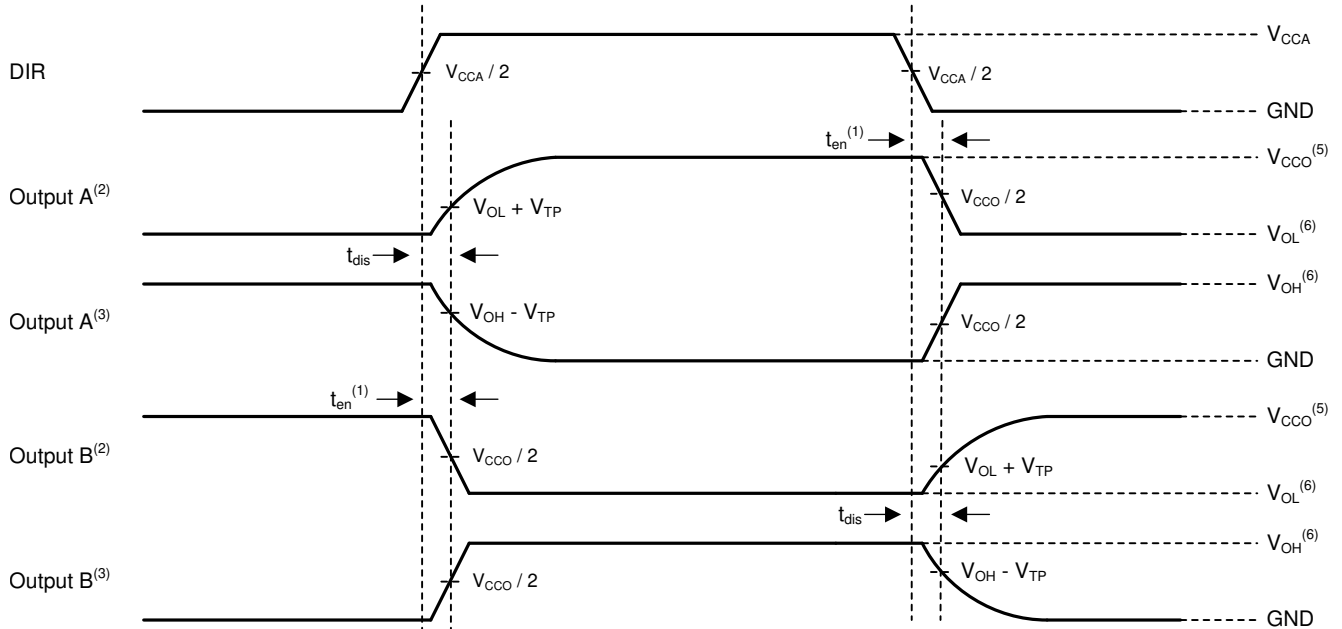 V_CCA
DIR
V_CCA / 2
V_CCA / 2
GND
t_en^(1)
V_CCO^(5)
Output A^(2)
V_OL + V_TP
V_CCO / 2
V_OL^(6)
t_dis
V_OH^(6)
Output A^(3)
V_OH - V_TP
V_CCO / 2
GND
t_en^(1)
V_CCO^(5)
Output B^(2)
V_CCO / 2
V_OL + V_TP
V_OL^(6)
t_dis
V_OH^(6)
Output B^(3)
V_CCO / 2
V_OH - V_TP
GND